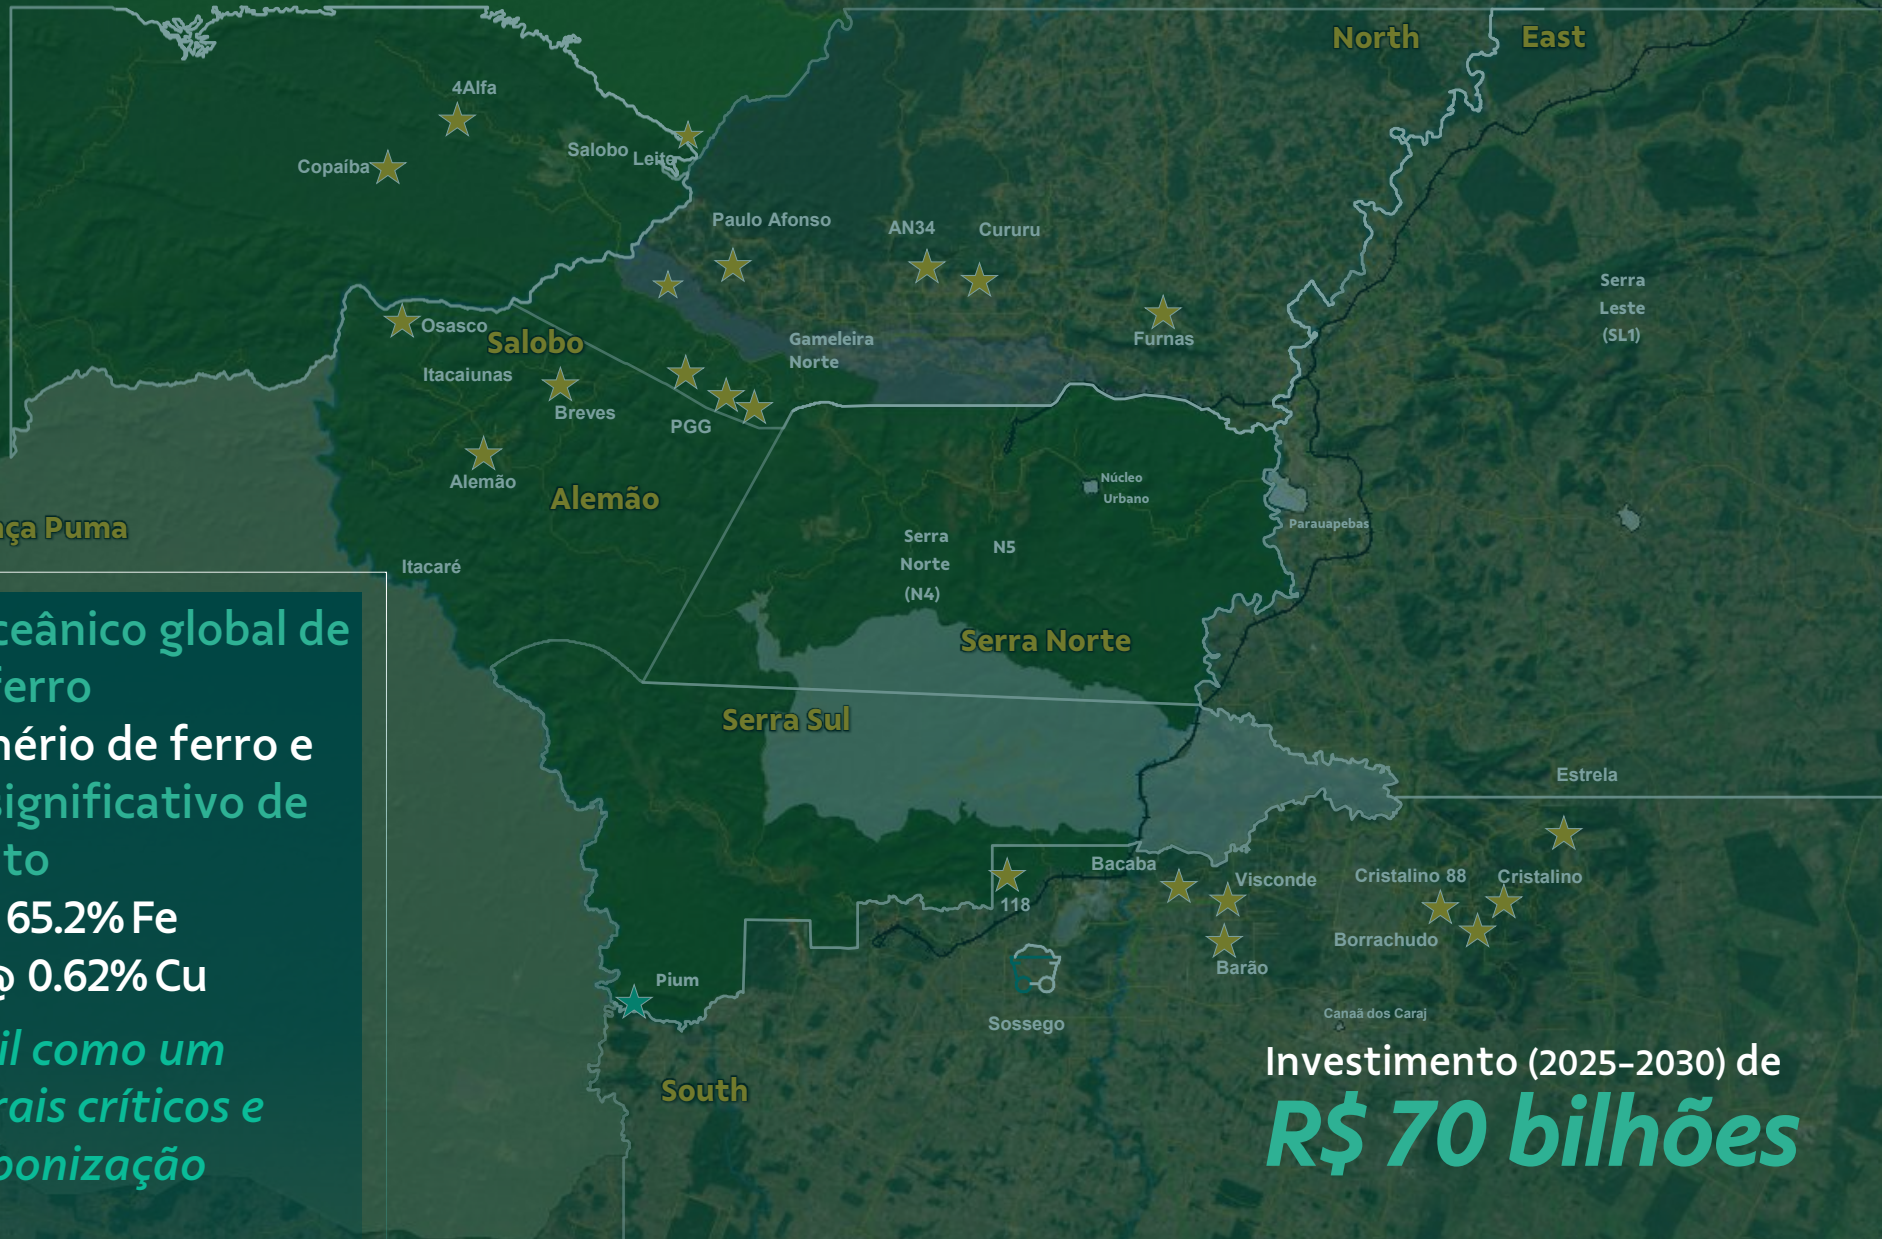 North
East
4Alfa
Copaíba
Salobo
Leite
Paulo Afonso
AN34
Cururu
Serra
Leste
(SL1)
Osasco
Salobo
Gameleira
Norte
Furnas
Itacaiunas
Breves
PGG
Alemão
Alemão
Núcleo
Urbano
Parauapebas
Serra
Norte
(N4)
N5
aça Puma
Itacaré
Serra Norte
Serra Sul
ceânico global de
ferro
nério de ferro e
significativo de
to
65.2% Fe
@ 0.62% Cu
il como um
rais críticos e
bonização
Estrela
Bacaba
Visconde
Cristalino 88
Cristalino
118
Borrachudo
Barão
Pium
Sossego
Canaã dos Caraj
South
Investimento (2025-2030) de
R$ 70 bilhões